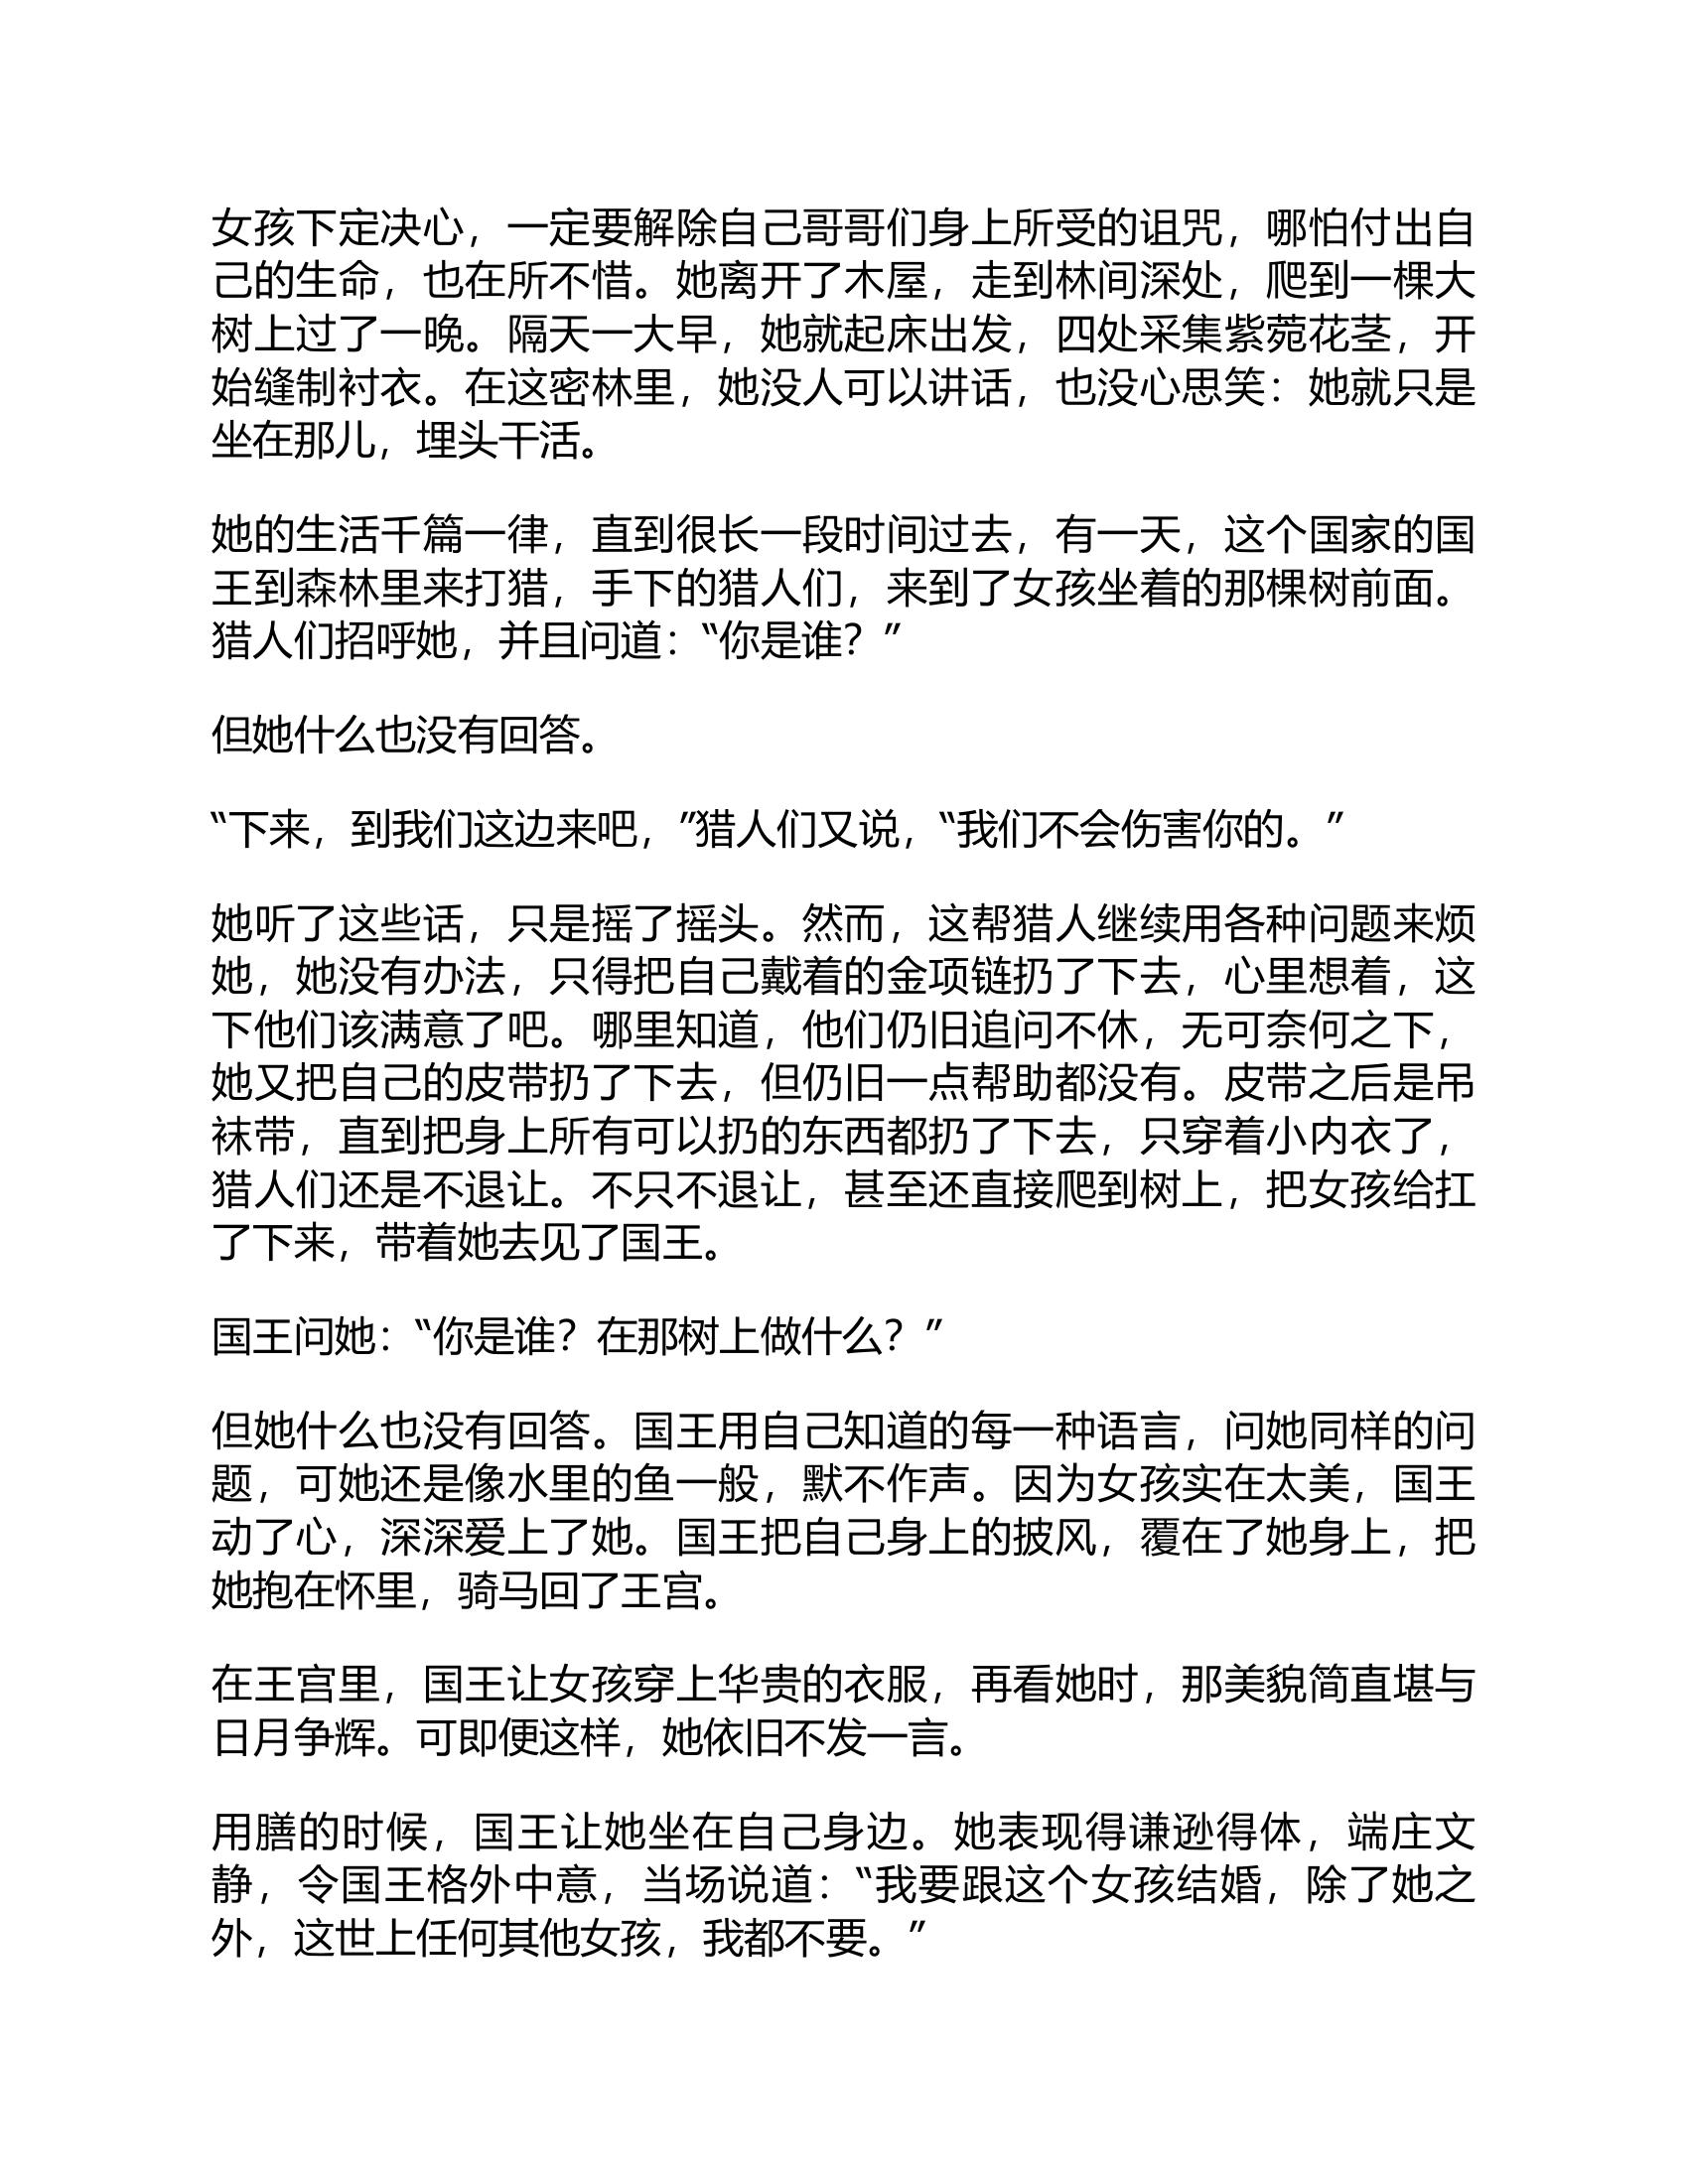 女孩下定决心，一定要解除自己哥哥们身上所受的诅咒，哪怕付出自
己的生命，也在所不惜。她离开了木屋，走到林间深处，爬到一棵大
树上过了一晚。隔天一大早，她就起床出发，四处采集紫菀花茎，开
始缝制衬衣。在这密林里，她没人可以讲话，也没心思笑：她就只是
坐在那儿，埋头干活。
她的生活千篇一律，直到很长一段时间过去，有一天，这个国家的国
王到森林里来打猎，手下的猎人们，来到了女孩坐着的那棵树前面。
猎人们招呼她，并且问道：“你是谁？”
但她什么也没有回答。
“下来，到我们这边来吧，”猎人们又说，“我们不会伤害你的。”
她听了这些话，只是摇了摇头。然而，这帮猎人继续用各种问题来烦
她，她没有办法，只得把自己戴着的金项链扔了下去，心里想着，这
下他们该满意了吧。哪里知道，他们仍旧追问不休，无可奈何之下，
她又把自己的皮带扔了下去，但仍旧一点帮助都没有。皮带之后是吊
袜带，直到把身上所有可以扔的东西都扔了下去，只穿着小内衣了，
猎人们还是不退让。不只不退让，甚至还直接爬到树上，把女孩给扛
了下来，带着她去见了国王。
国王问她：“你是谁？在那树上做什么？”
但她什么也没有回答。国王用自己知道的每一种语言，问她同样的问
题，可她还是像水里的鱼一般，默不作声。因为女孩实在太美，国王
动了心，深深爱上了她。国王把自己身上的披风，覆在了她身上，把
她抱在怀里，骑马回了王宫。
在王宫里，国王让女孩穿上华贵的衣服，再看她时，那美貌简直堪与
日月争辉。可即便这样，她依旧不发一言。
用膳的时候，国王让她坐在自己身边。她表现得谦逊得体，端庄文
静，令国王格外中意，当场说道：“我要跟这个女孩结婚，除了她之
外，这世上任何其他女孩，我都不要。”